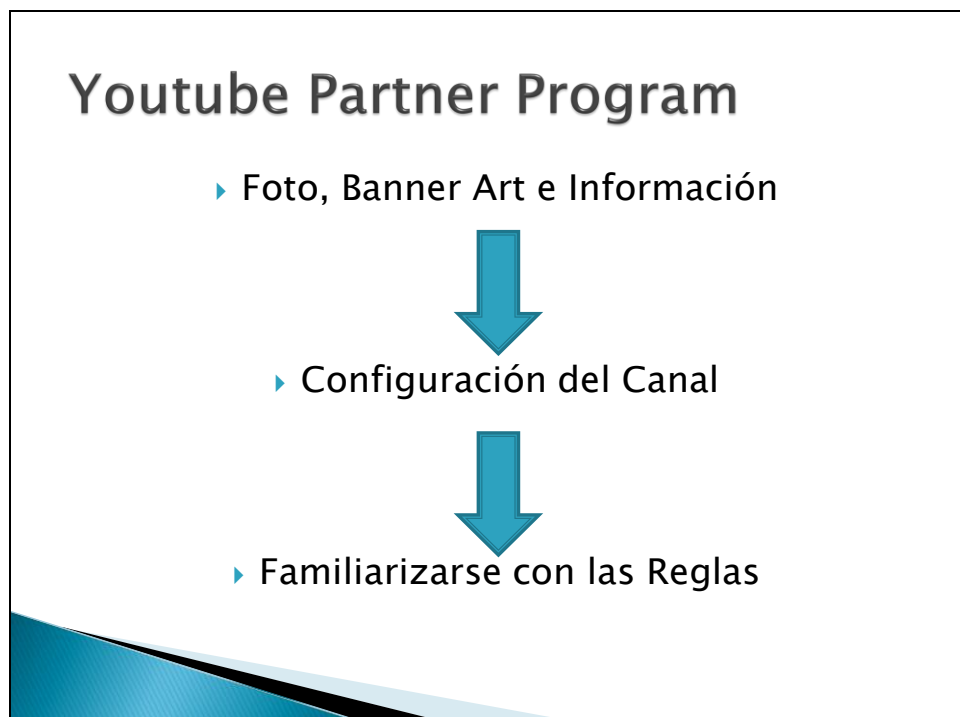 Youtube Partner Program
Foto, Banner Art e Información
Configuración del Canal
Familiarizarse con las Reglas